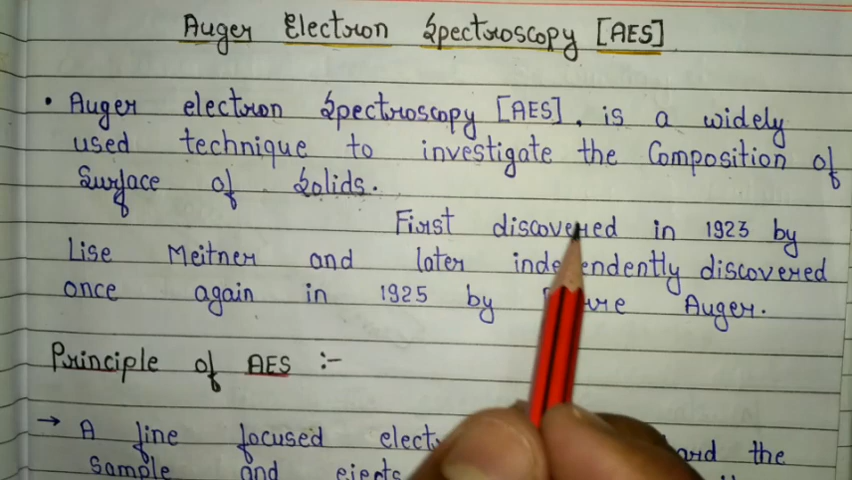 Auger Electron Spectroscopy [AES]
• Auger electron Spectroscopy [AES], is a widely
used technique to investigate the Composition of
Surface of Solids.
First discovered in 1923 by
Lise Meitner and later independently discovered
once again in 1925 by Auger.
Principle of AES :-
→ A fine focused the
Sample and ejects